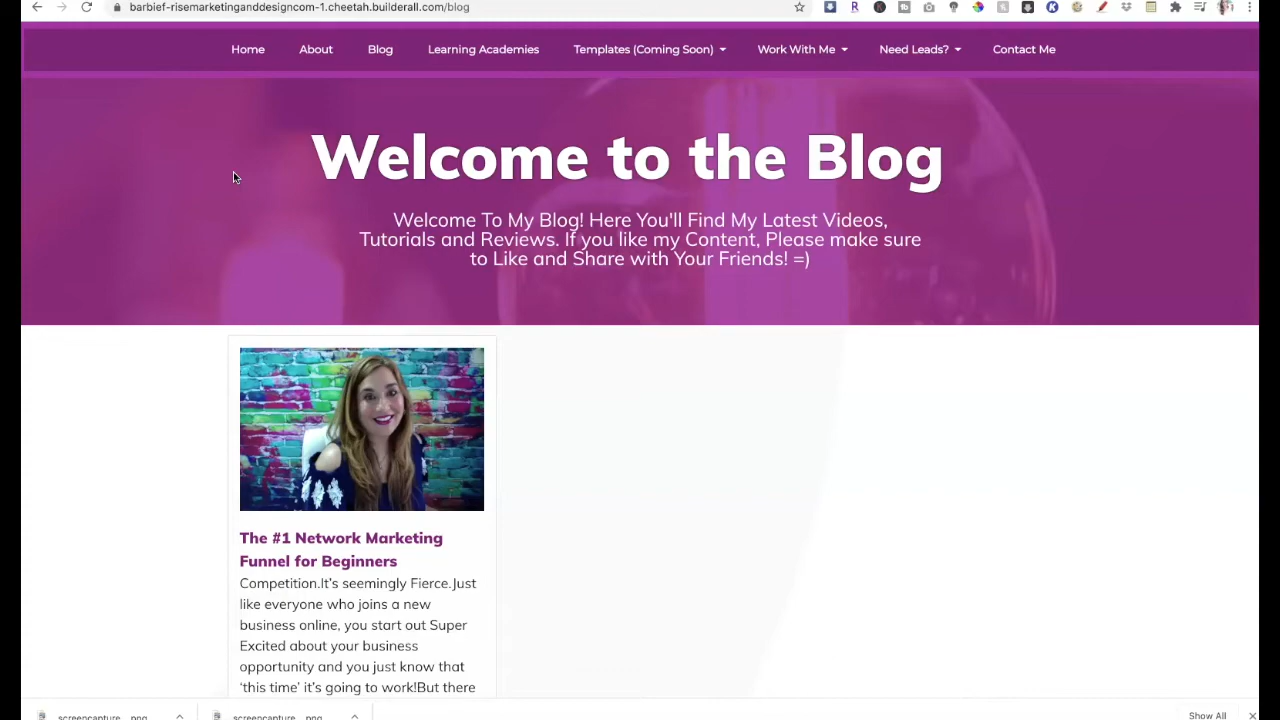 barbief-risemarketinganddesigncom-1.cheetah.builderall.com/blog
Home About Blog Learning Academies Templates (Coming Soon) Work With Me Need Leads? Contact Me
Welcome to the Blog
Welcome To My Blog! Here You'll Find My Latest Videos,
Tutorials and Reviews. If you like my Content, Please make sure
to Like and Share with Your Friends! =)
The #1 Network Marketing
Funnel for Beginners
Competition.It's seemingly Fierce.Just
like everyone who joins a new
business online, you start out Super
Excited about your business
opportunity and you just know that
'this time' it's going to work!But there
screencapture....png screencapture....png Show All